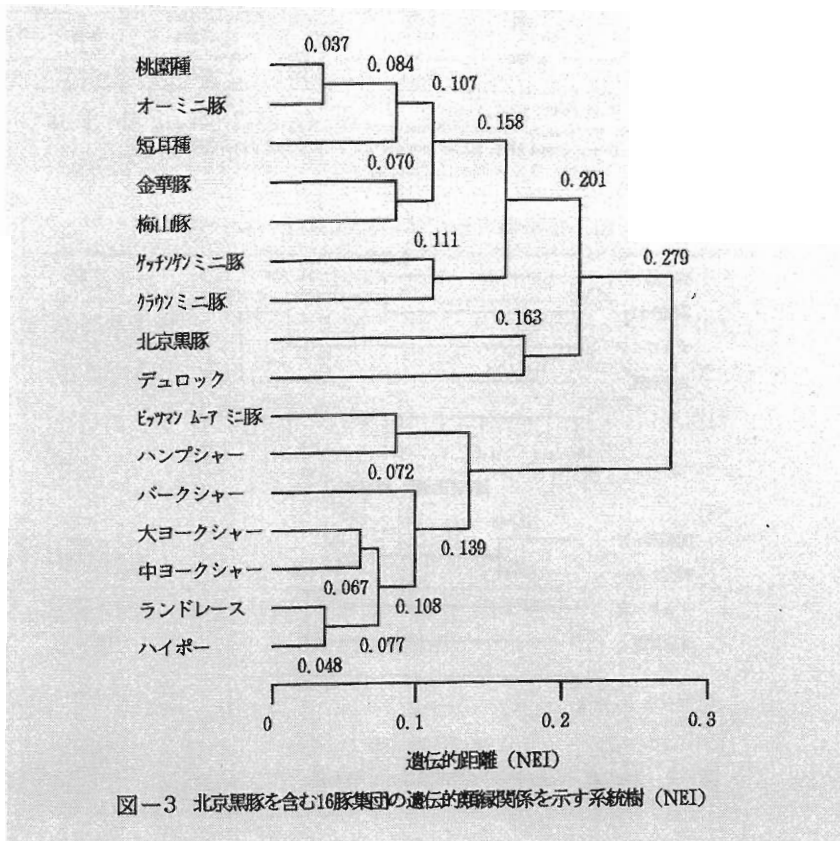 0.037
桃園種
0.084
0.107
オーミニ豚
0.158
短耳種
0.070
金華豚
0.201
梅山豚
0.111
0.279
ゲッチンゲンミニ豚
クラウンミニ豚
0.163
北京黒豚
デュロック
ピッツマン ムーア ミニ豚
ハンプシャー
0.072
バークシャー
大ヨークシャー
0.139
中ヨークシャー
0.067
ランドレース
0.108
ハイポー
0.077
0.048
0 0.1 0.2 0.3
遺伝的距離(NEI)
図-3 北京黒豚を含む16豚集団の遺伝的類縁関係を示す系統樹(NEI)